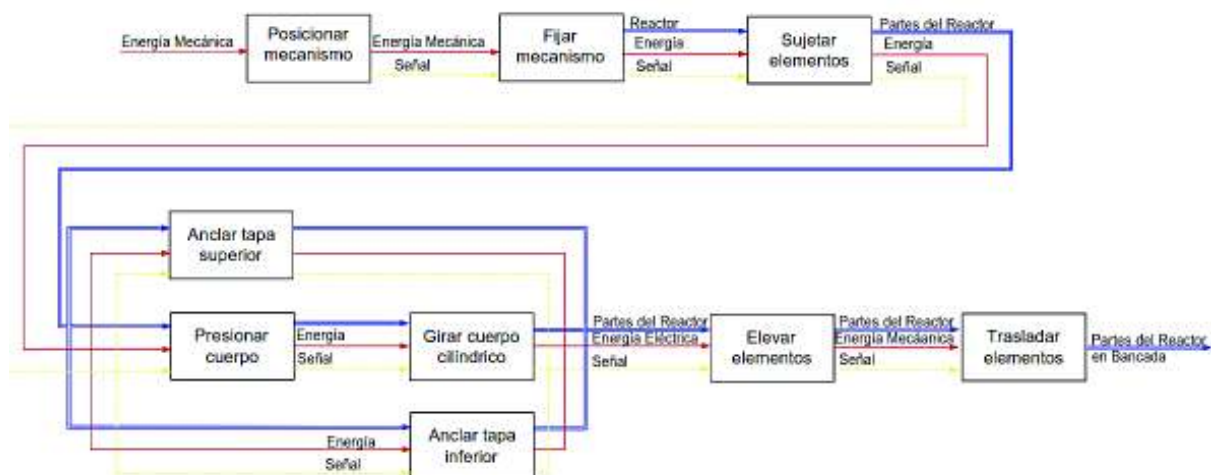 Energía Mecánica
Posicionar
mecanismo
Energía Mecánica
Señal
Fijar
mecanismo
Reactor
Energía
Señal
Sujetar
elementos
Partes del Reactor
Energía
Señal
Anclar tapa
superior
Presionar
cuerpo
Energía
Señal
Girar cuerpo
cilíndrico
Partes del Reactor
Energía Eléctrica
Señal
Elevar
elementos
Partes del Reactor
Energía Mecáanica
Señal
Trasladar
elementos
Partes del Reactor
en Bancada
Energía
Señal
Anclar tapa
inferior